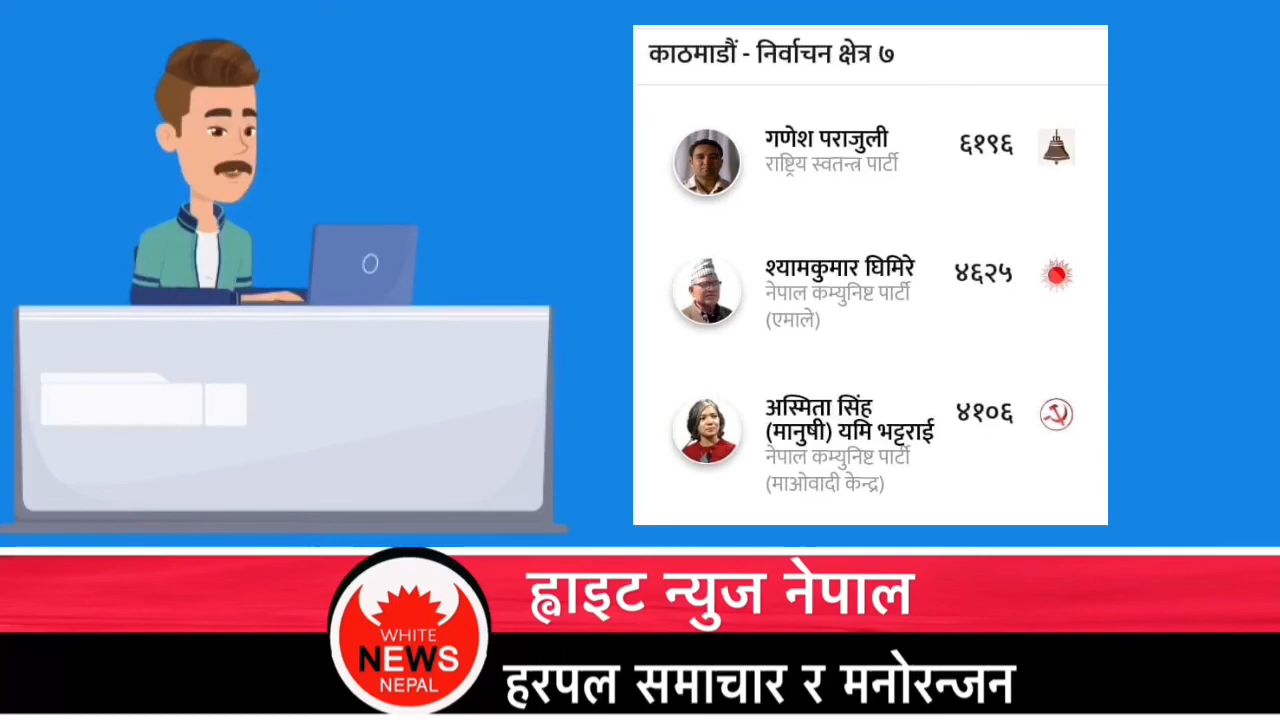 काठमाडौं - निर्वाचन क्षेत्र ७
गणेश पराजुली ६१९६
राष्ट्रिय स्वतन्त्र पार्टी
श्यामकुमार घिमिरे ४६२५
नेपाल कम्युनिष्ट पार्टी
(एमाले)
अस्मिता सिंह ४१०६
(मानुषी) यमि भट्टराई
नेपाल कम्युनिष्ट पार्टी
(माओवादी केन्द्र)
ह्वाइट न्युज नेपाल
WHITE
NEWS
NEPAL
हरपल समाचार र मनोरन्जन